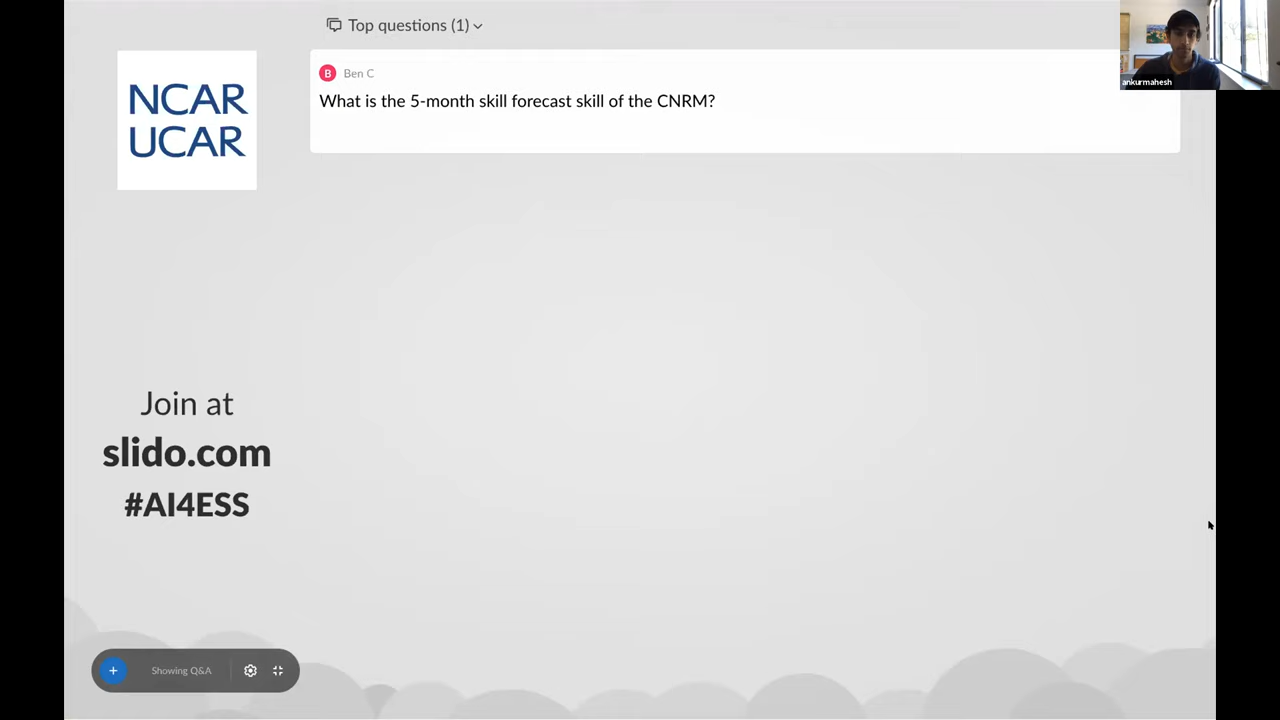 Top questions (1)
ankurmahesh
B Ben C
What is the 5-month skill forecast skill of the CNRM?
NCAR
UCAR
Join at
slido.com
#AI4ESS
Showing Q&A